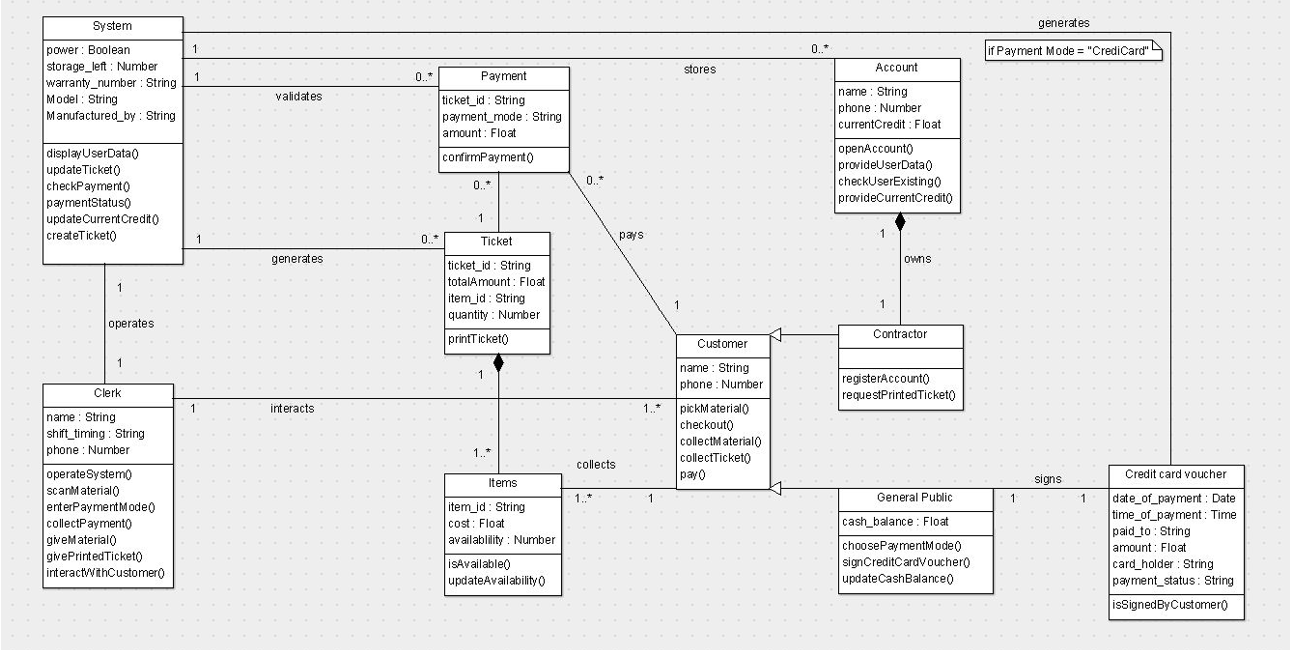 System
power : Boolean
storage_left : Number
warranty_number : String
Model : String
Manufactured_by : String
displayUserData()
updateTicket()
checkPayment()
paymentStatus()
updateCurrentCredit()
createTicket()
generates
if Payment Mode = "CrediCard"
1
0..*
stores
1
0..*
validates
Payment
ticket_id : String
payment_mode : String
amount : Float
confirmPayment()
Account
name : String
phone : Number
currentCredit : Float
openAccount()
provideUserData()
checkUserExisting()
provideCurrentCredit()
0..*
1
0..*
pays
1
1
0..*
generates
Ticket
ticket_id : String
totalAmount : Float
item_id : String
quantity : Number
printTicket()
1
owns
1
1
operates
1
Customer
name : String
phone : Number
pickMaterial()
checkout()
collectMaterial()
collectTicket()
pay()
Contractor
registerAccount()
requestPrintedTicket()
Clerk
name : String
shift_timing : String
phone : Number
operateSystem()
scanMaterial()
enterPaymentMode()
collectPayment()
giveMaterial()
givePrintedTicket()
interactWithCustomer()
1
interacts
1..*
1
1..*
collects
1..*
1
Items
item_id : String
cost : Float
availablility : Number
isAvailable()
updateAvailability()
General Public
cash_balance : Float
choosePaymentMode()
signCreditCardVoucher()
updateCashBalance()
signs
1
1
Credit card voucher
date_of_payment : Date
time_of_payment : Time
paid_to : String
amount : Float
card_holder : String
payment_status : String
isSignedByCustomer()